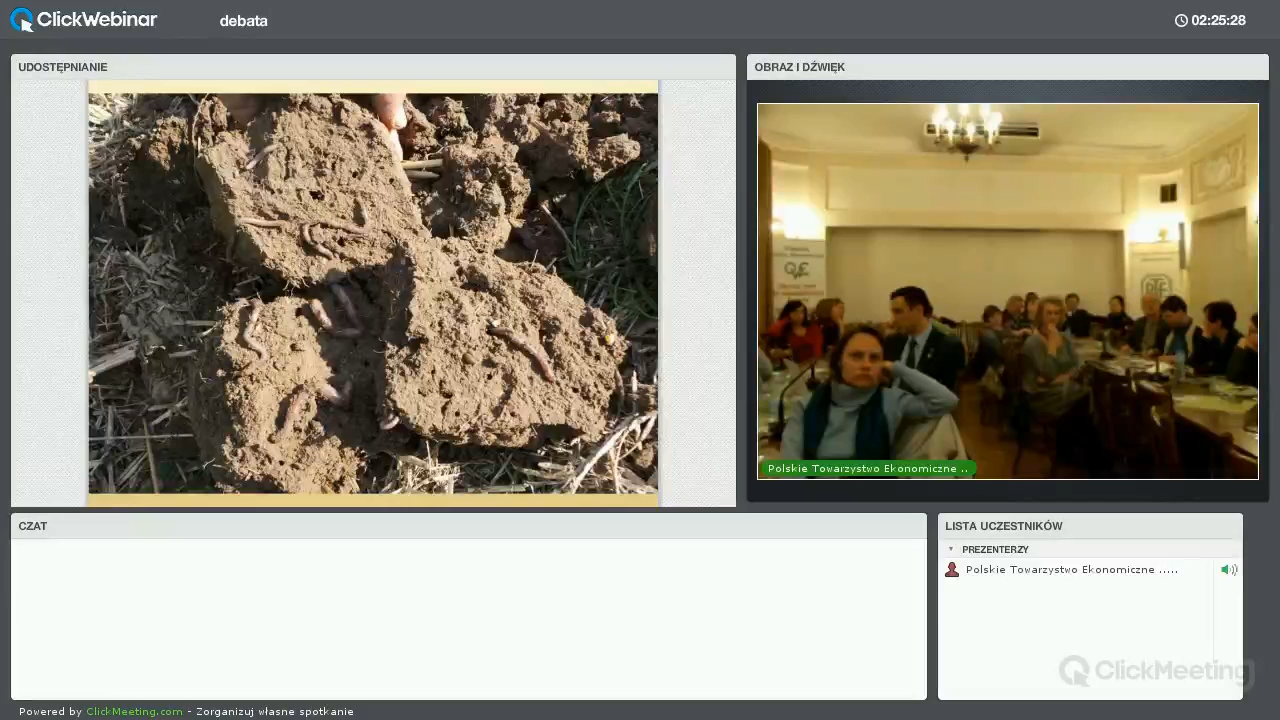 ClickWebinar
debata
02:25:28
UDOSTĘPNIANIE
OBRAZ I DŹWIĘK
PTE
Polskie Towarzystwo Ekonomiczne ..
CZAT
LISTA UCZESTNIKÓW
PREZENTERZY
Polskie Towarzystwo Ekonomiczne .....
ClickMeeting
Powered by ClickMeeting.com - Zorganizuj własne spotkanie